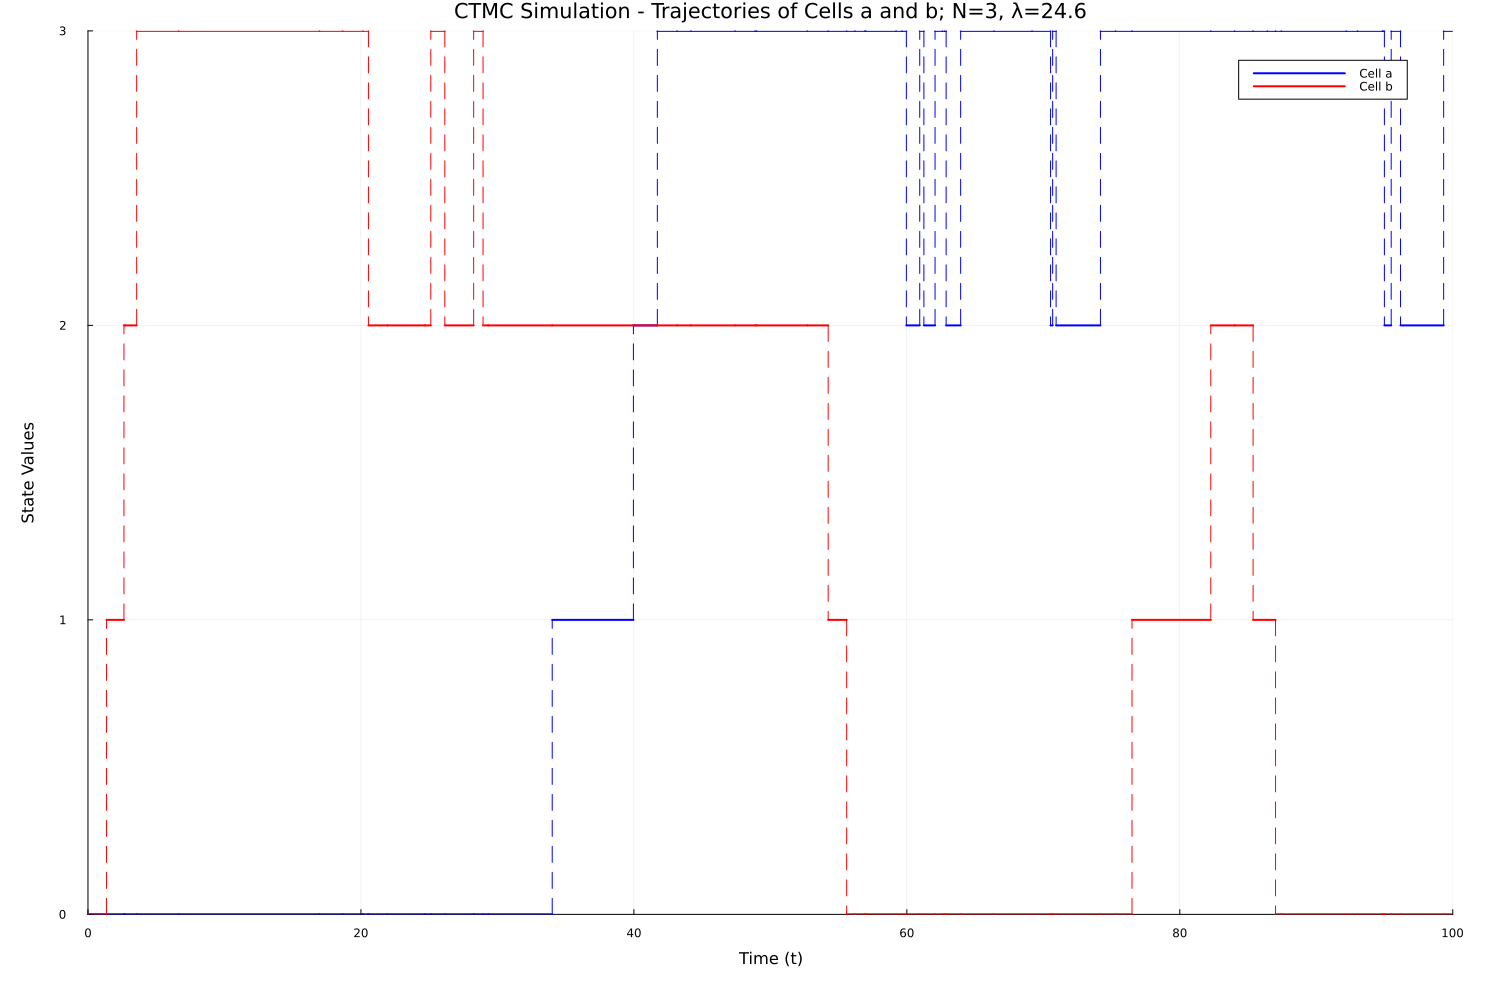 CTMC Simulation - Trajectories of Cells a and b; N=3, λ=24.6
3
Cell a
Cell b
2
State Values
1
0
0 20 40 60 80 100
Time (t)